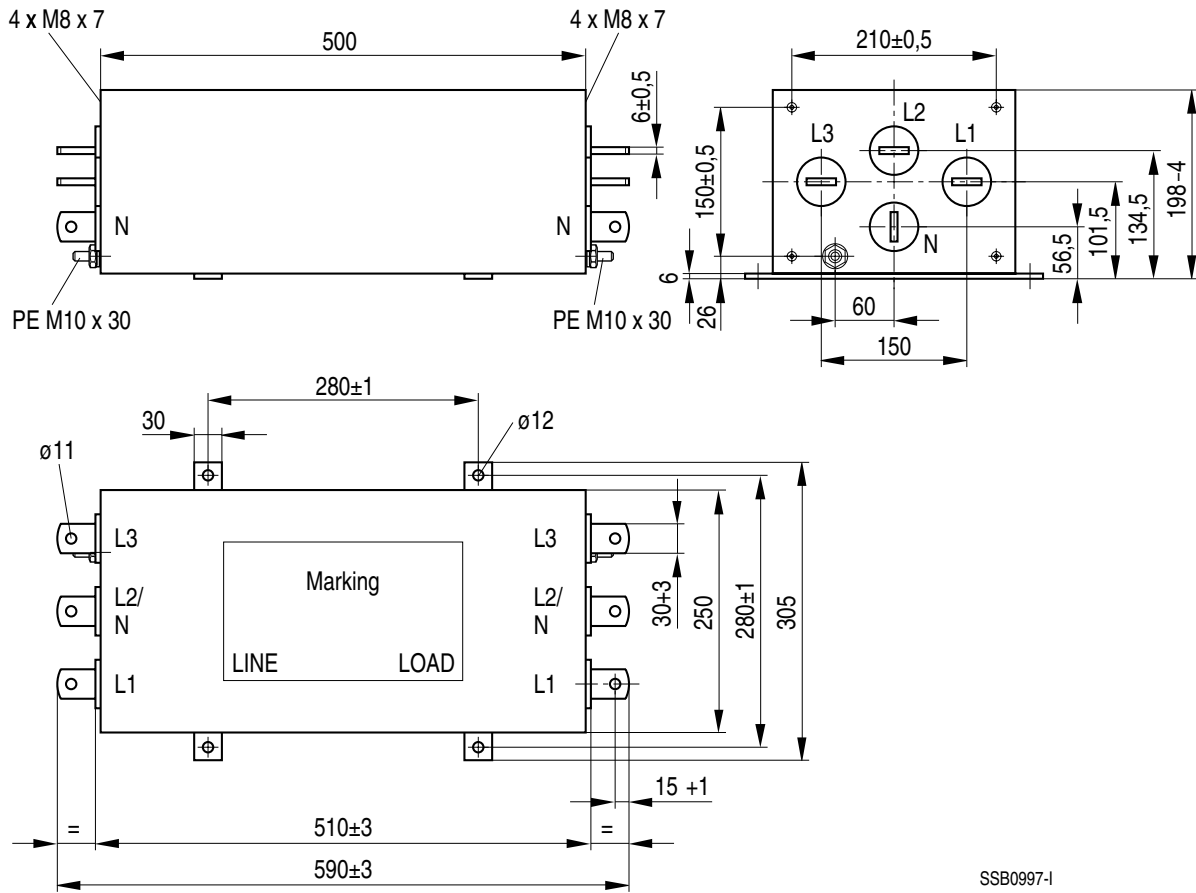 4 x M8 x 7
500
4 x M8 x 7
6±0,5
N
N
PE M10 x 30
PE M10 x 30
210±0,5
L3
L2
L1
N
150±0,5
6
26
60
150
56,5
101,5
134,5
198–4
280±1
30
ø12
ø11
L3
L2/
N
L1
Marking
LINE
LOAD
L3
L2/
N
L1
30+3
250
280±1
305
15 +1
=
510±3
=
590±3
SSB0997-I